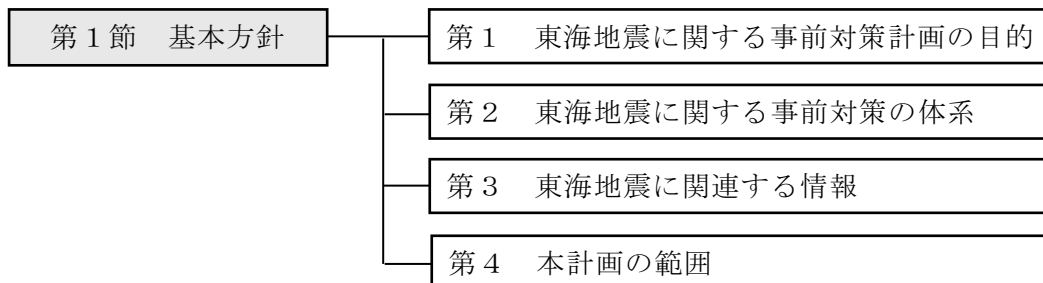 第１節　基本方針
第１　東海地震に関する事前対策計画の目的
第２　東海地震に関する事前対策の体系
第３　東海地震に関連する情報
第４　本計画の範囲